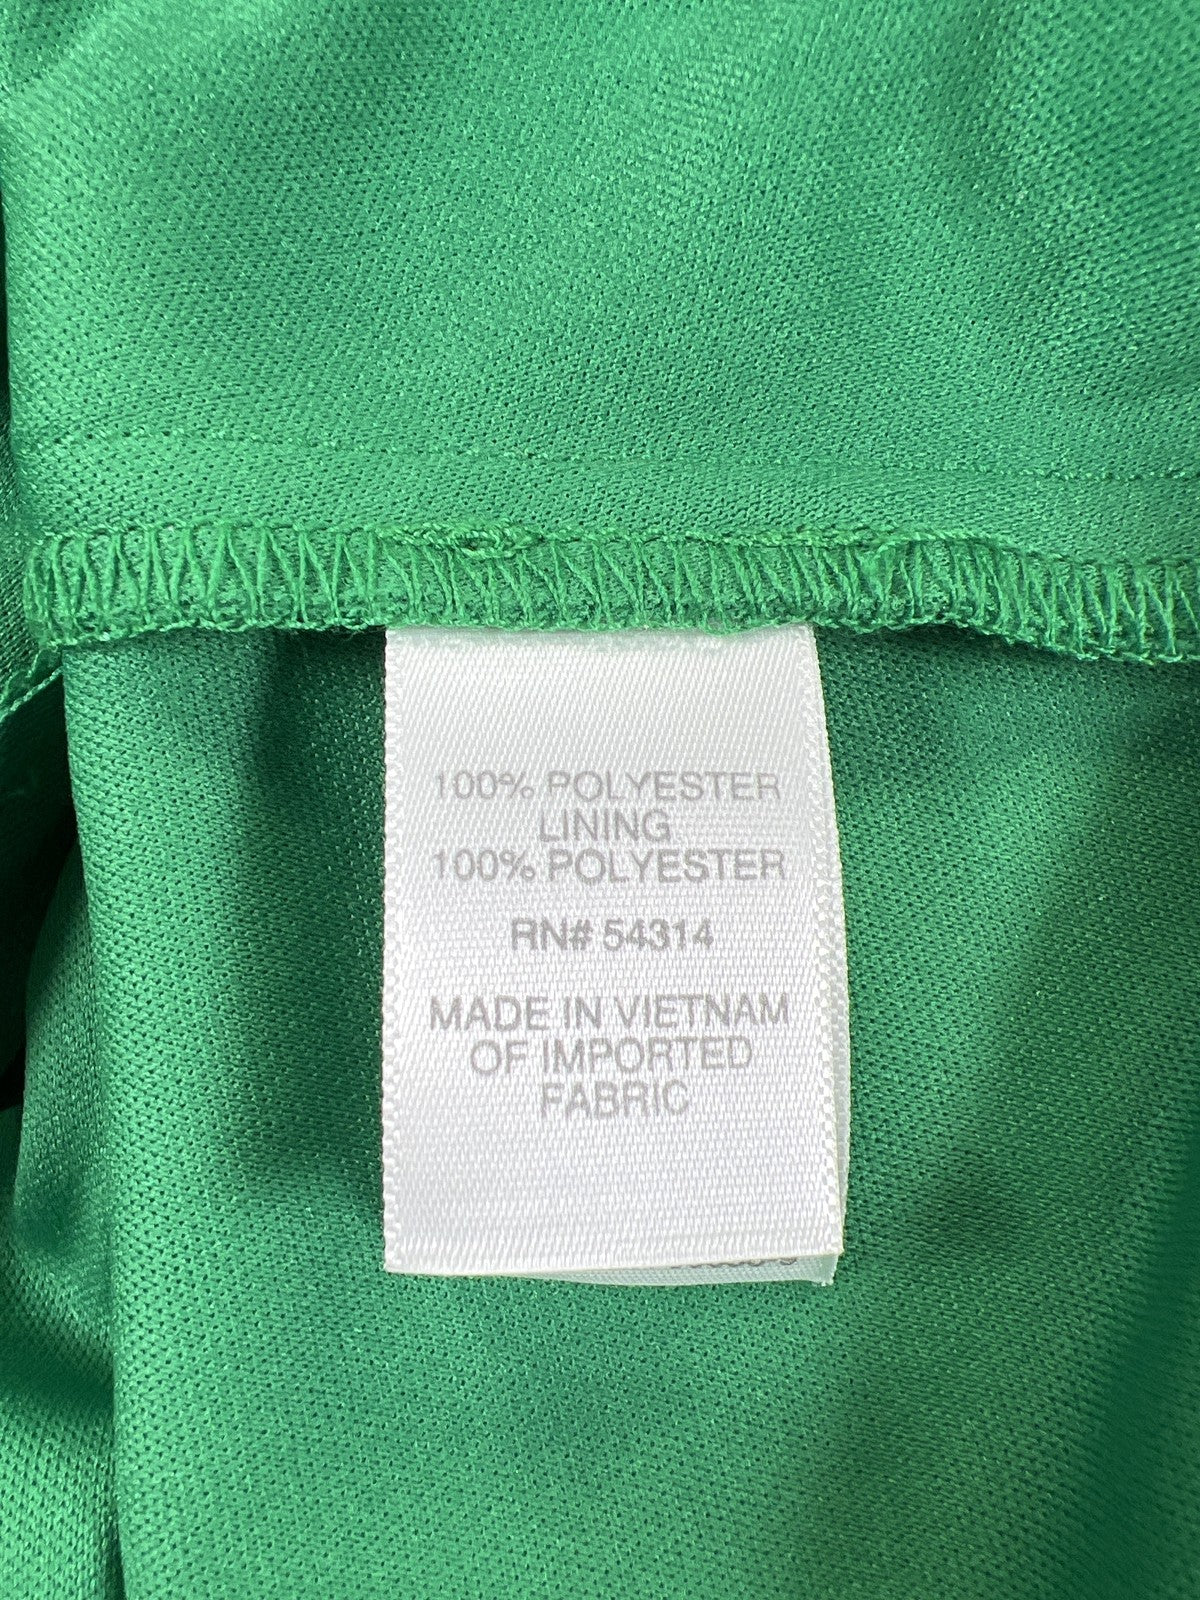 100% POLYESTER
LINING
100% POLYESTER
RN# 54314
MADE IN VIETNAM
OF IMPORTED
FABRIC